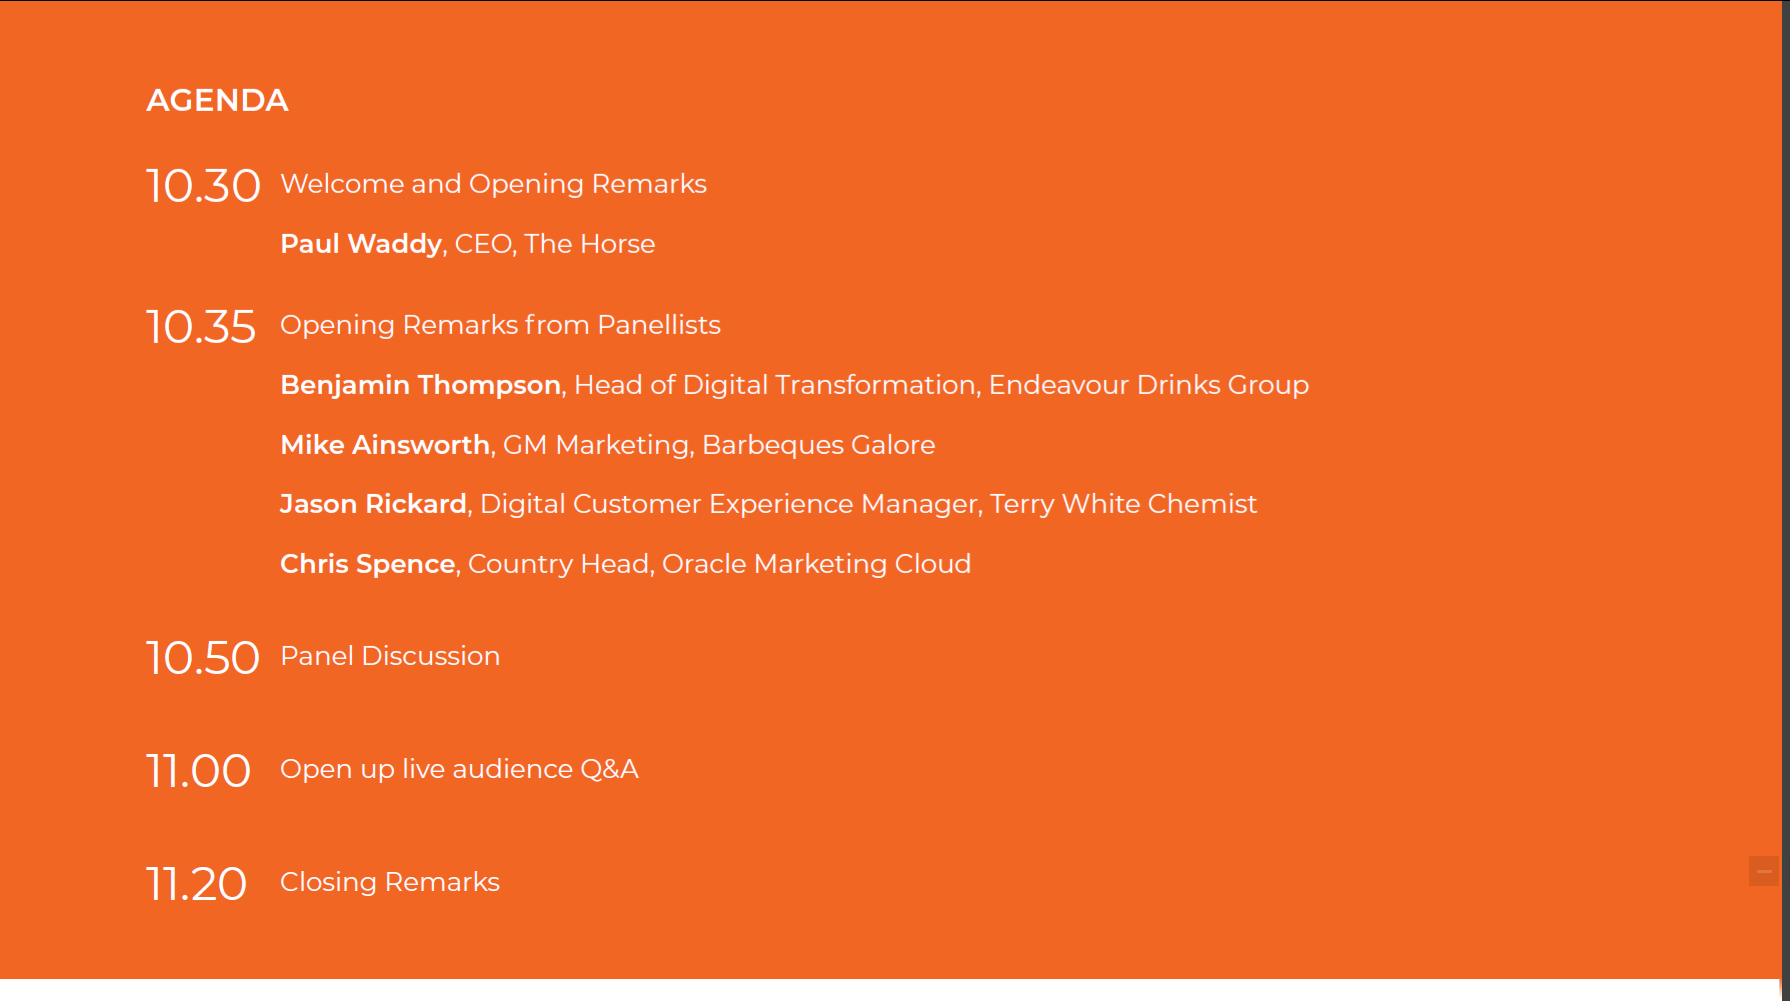 AGENDA
10.30 Welcome and Opening Remarks
Paul Waddy, CEO, The Horse
10.35 Opening Remarks from Panellists
Benjamin Thompson, Head of Digital Transformation, Endeavour Drinks Group
Mike Ainsworth, GM Marketing, Barbeques Galore
Jason Rickard, Digital Customer Experience Manager, Terry White Chemist
Chris Spence, Country Head, Oracle Marketing Cloud
10.50 Panel Discussion
11.00 Open up live audience Q&A
11.20 Closing Remarks